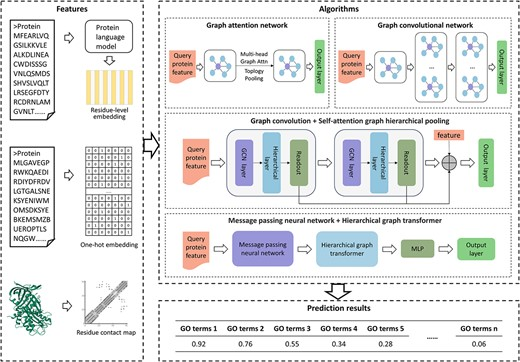 Features
>Protein
MFEARLVQ
GSILKKVLE
ALKDLINEA
CWDISSSG
VNLQSMDS
SHVSLVQLT
LRSEGFDTY
RCDRNLAM
GVNLT......
Protein
language
model
Residue-level
embedding
>Protein
MLGAVEGP
RWKQAEDI
RDIYDFRDV
LGTGALSNE
KSYENIWM
OMSDKSYE
BKEMSMZB
UEROPTLS
NQGW......
One-hot embedding
Residue contact map
Algorithms
Graph attention network
Query
protein
feature
Multi-head
Graph Attn
Toplogy
Pooling
Output layer
Graph convolutional network
Query
protein
feature
...
...
Output layer
Graph convolution + Self-attention graph hierarchical pooling
Query
protein
feature
GCN layer
Hierarchical
layer
Readout
GCN layer
Hierarchical
layer
Readout
feature
Output
layer
Message passing neural network + Hierarchical graph transformer
Query
protein
feature
Message passing
neural network
Hierarchical graph
transformer
MLP
Output
layer
Prediction results
GO terms 1 GO terms 2 GO terms 3 GO terms 4 GO terms 5 ...... GO terms n
0.92 0.76 0.55 0.34 0.28 0.06